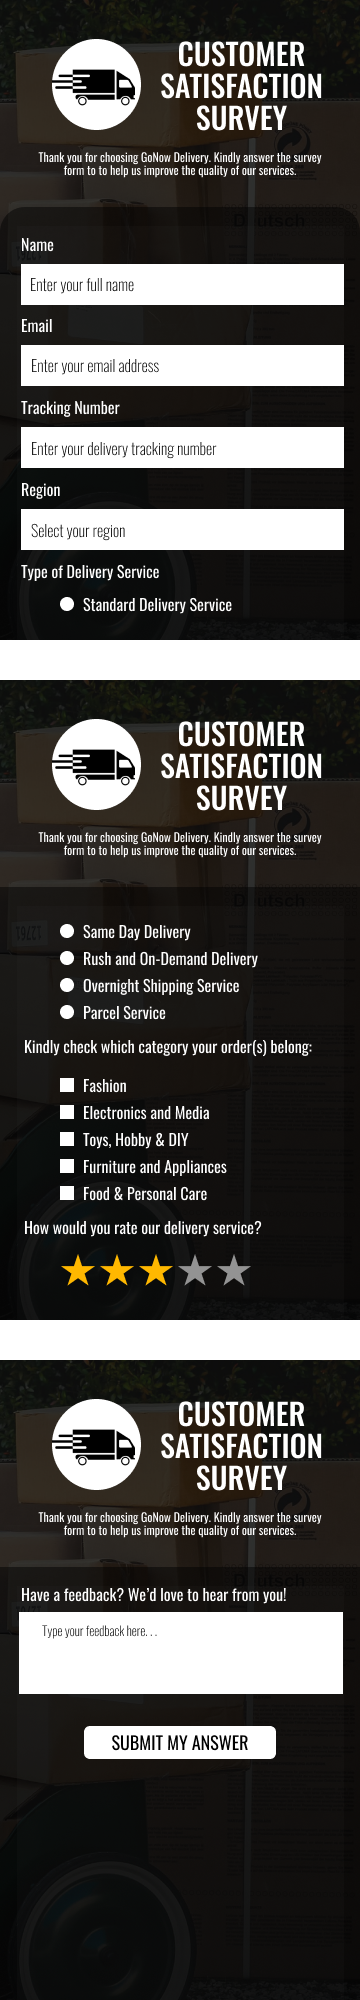 CUSTOMER
SATISFACTION
SURVEY
Thank you for choosing GoNow Delivery. Kindly answer the survey
form to to help us improve the quality of our services.
Deutsch
Name
Enter your full name
Email
Enter your email address
Tracking Number
Enter your delivery tracking number
Region
Select your region
Type of Delivery Service
Standard Delivery Service
CUSTOMER
SATISFACTION
SURVEY
Thank you for choosing GoNow Delivery. Kindly answer the survey
form to to help us improve the quality of our services.
Deutsch
Same Day Delivery
Rush and On-Demand Delivery
Overnight Shipping Service
Parcel Service
Kindly check which category your order(s) belong:
Fashion
Electronics and Media
Toys, Hobby & DIY
Furniture and Appliances
Food & Personal Care
How would you rate our delivery service?
CUSTOMER
SATISFACTION
SURVEY
Thank you for choosing GoNow Delivery. Kindly answer the survey
form to to help us improve the quality of our services.
Deutsch
Have a feedback? We'd love to hear from you!
Type your feedback here. . .
SUBMIT MY ANSWER